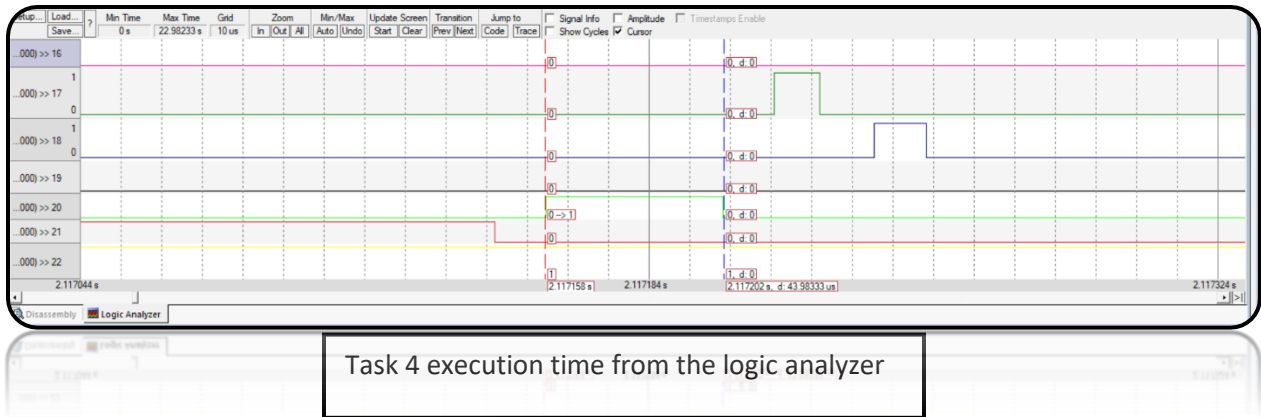 Setup... Load... ? Min Time Max Time Grid Zoom Min/Max Update Screen Transition Jump to Signal Info Amplitude Timestamps Enable
Save... 0 s 22.98233 s 10 us In Out All Auto Undo Start Clear Prev Next Code Trace Show Cycles Cursor
...000) >> 16 0 0, d: 0
1
...000) >> 17
0 0 0, d: 0
1
...000) >> 18
0 0 0, d: 0
...000) >> 19 0 0, d: 0
...000) >> 20 0 --> 1 0, d: 0
...000) >> 21 0 0, d: 0
...000) >> 22 1 1, d: 0
2.117044 s 2.117158 s 2.117184 s 2.117202 s, d: 43.98333 us 2.117324 s
Disassembly Logic Analyzer
Task 4 execution time from the logic analyzer